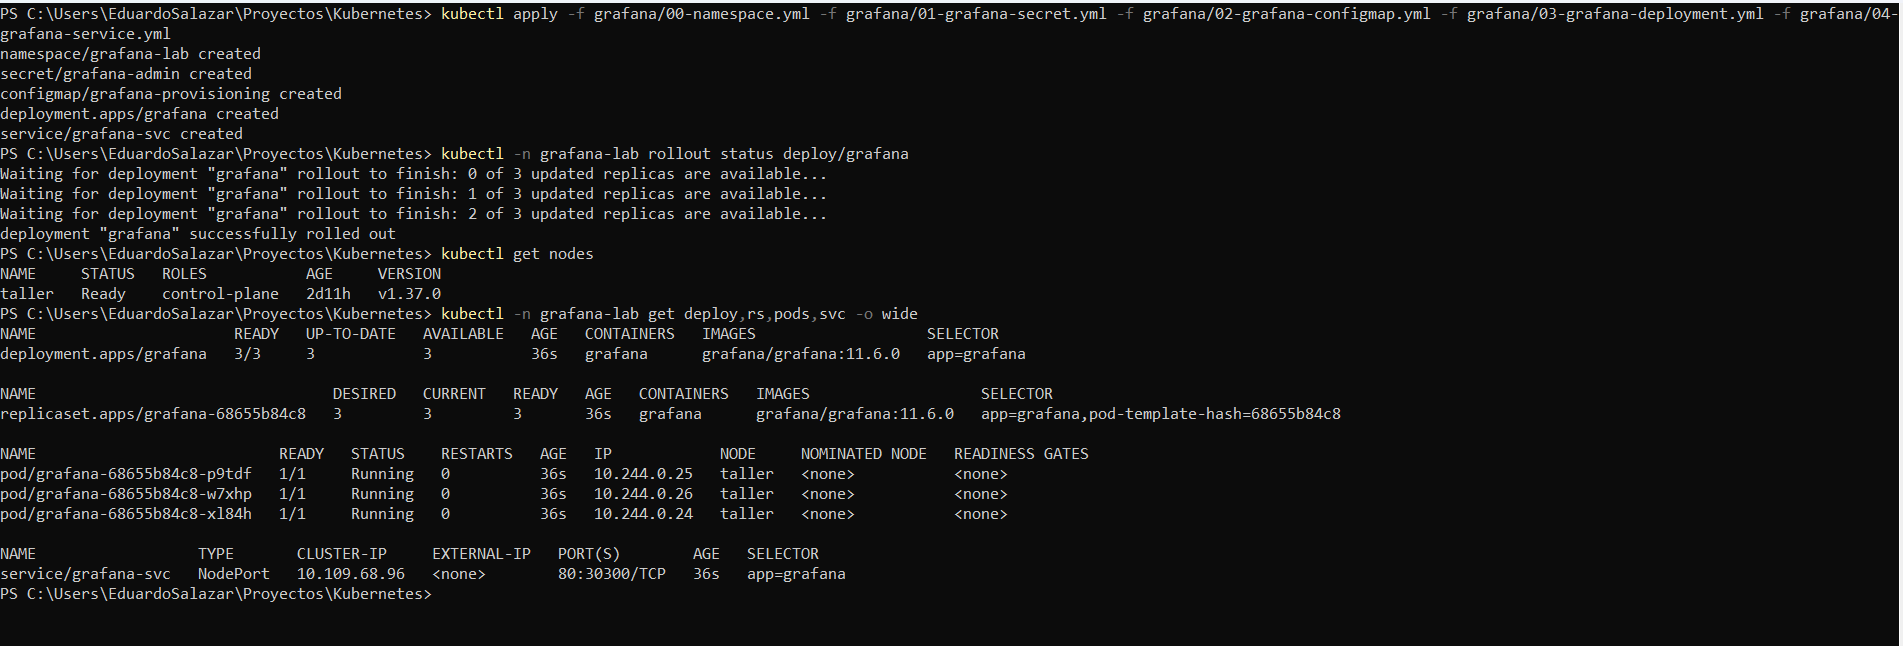 PS C:\Users\EduardoSalazar\Proyectos\Kubernetes> kubectl apply -f grafana/00-namespace.yml -f grafana/01-grafana-secret.yml -f grafana/02-grafana-configmap.yml -f grafana/03-grafana-deployment.yml -f grafana/04-
grafana-service.yml
namespace/grafana-lab created
secret/grafana-admin created
configmap/grafana-provisioning created
deployment.apps/grafana created
service/grafana-svc created
PS C:\Users\EduardoSalazar\Proyectos\Kubernetes> kubectl -n grafana-lab rollout status deploy/grafana
Waiting for deployment "grafana" rollout to finish: 0 of 3 updated replicas are available...
Waiting for deployment "grafana" rollout to finish: 1 of 3 updated replicas are available...
Waiting for deployment "grafana" rollout to finish: 2 of 3 updated replicas are available...
deployment "grafana" successfully rolled out
PS C:\Users\EduardoSalazar\Proyectos\Kubernetes> kubectl get nodes
NAME     STATUS   ROLES           AGE     VERSION
taller   Ready    control-plane   2d11h   v1.37.0
PS C:\Users\EduardoSalazar\Proyectos\Kubernetes> kubectl -n grafana-lab get deploy,rs,pods,svc -o wide
NAME                      READY   UP-TO-DATE   AVAILABLE   AGE   CONTAINERS   IMAGES                   SELECTOR
deployment.apps/grafana   3/3     3            3           36s   grafana      grafana/grafana:11.6.0   app=grafana
NAME                                 DESIRED   CURRENT   READY   AGE   CONTAINERS   IMAGES                   SELECTOR
replicaset.apps/grafana-68655b84c8   3         3         3       36s   grafana      grafana/grafana:11.6.0   app=grafana,pod-template-hash=68655b84c8
NAME                           READY   STATUS    RESTARTS   AGE   IP            NODE     NOMINATED NODE   READINESS GATES
pod/grafana-68655b84c8-p9tdf   1/1     Running   0          36s   10.244.0.25   taller   <none>           <none>
pod/grafana-68655b84c8-w7xhp   1/1     Running   0          36s   10.244.0.26   taller   <none>           <none>
pod/grafana-68655b84c8-xl84h   1/1     Running   0          36s   10.244.0.24   taller   <none>           <none>
NAME                  TYPE       CLUSTER-IP     EXTERNAL-IP   PORT(S)        AGE   SELECTOR
service/grafana-svc   NodePort   10.109.68.96   <none>        80:30300/TCP   36s   app=grafana
PS C:\Users\EduardoSalazar\Proyectos\Kubernetes>